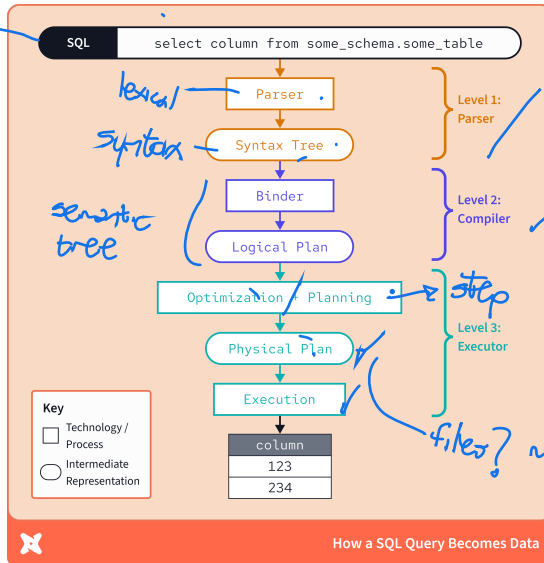 SQL select column from some_schema.some_table
lexical
Parser
Level 1:
Parser
syntax
Syntax Tree
Binder
Level 2:
Compiler
semantic
tree
Logical Plan
Optimization + Planning
step
Level 3:
Executor
Physical Plan
Execution
files?
Key
Technology /
Process
Intermediate
Representation
column
123
234
How a SQL Query Becomes Data